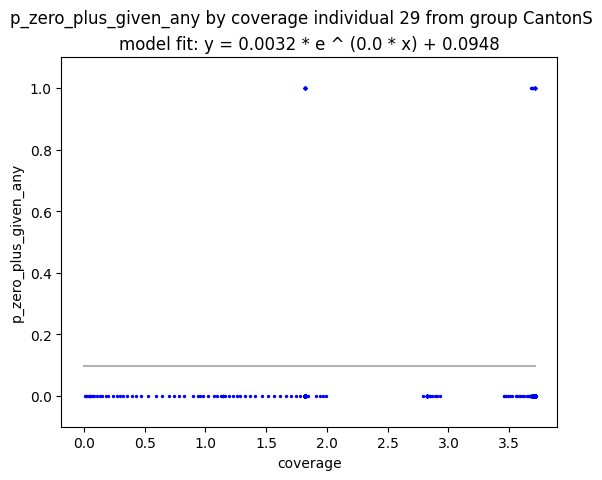 p_zero_plus_given_any by coverage individual 29 from group CantonS
model fit: y = 0.0032 * e ^ (0.0 * x) + 0.0948
1.0
0.8
0.6
0.4
0.2
0.0
p_zero_plus_given_any
0.0 0.5 1.0 1.5 2.0 2.5 3.0 3.5
coverage